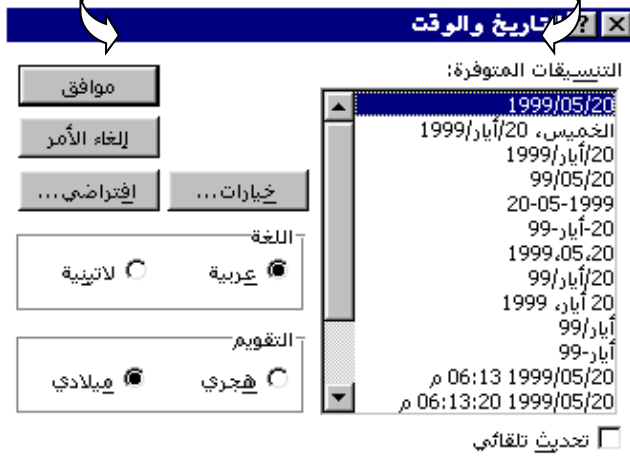 التاريخ والوقت
التنسيقات المتوفرة:
1999/05/20
الخميس، 20/أيار/1999
20/أيار/1999
99/05/20
20-05-1999
20-أيار-99
1999،05،20
20/أيار/99
20 أيار، 1999
أيار/99
أيار-99
1999/05/20 06:13 م
1999/05/20 06:13:20 م
تحديث تلقائي
موافق
إلغاء الأمر
خيارات...
افتراضي...
اللغة
عربية
لاتينية
التقويم
هجري
ميلادي